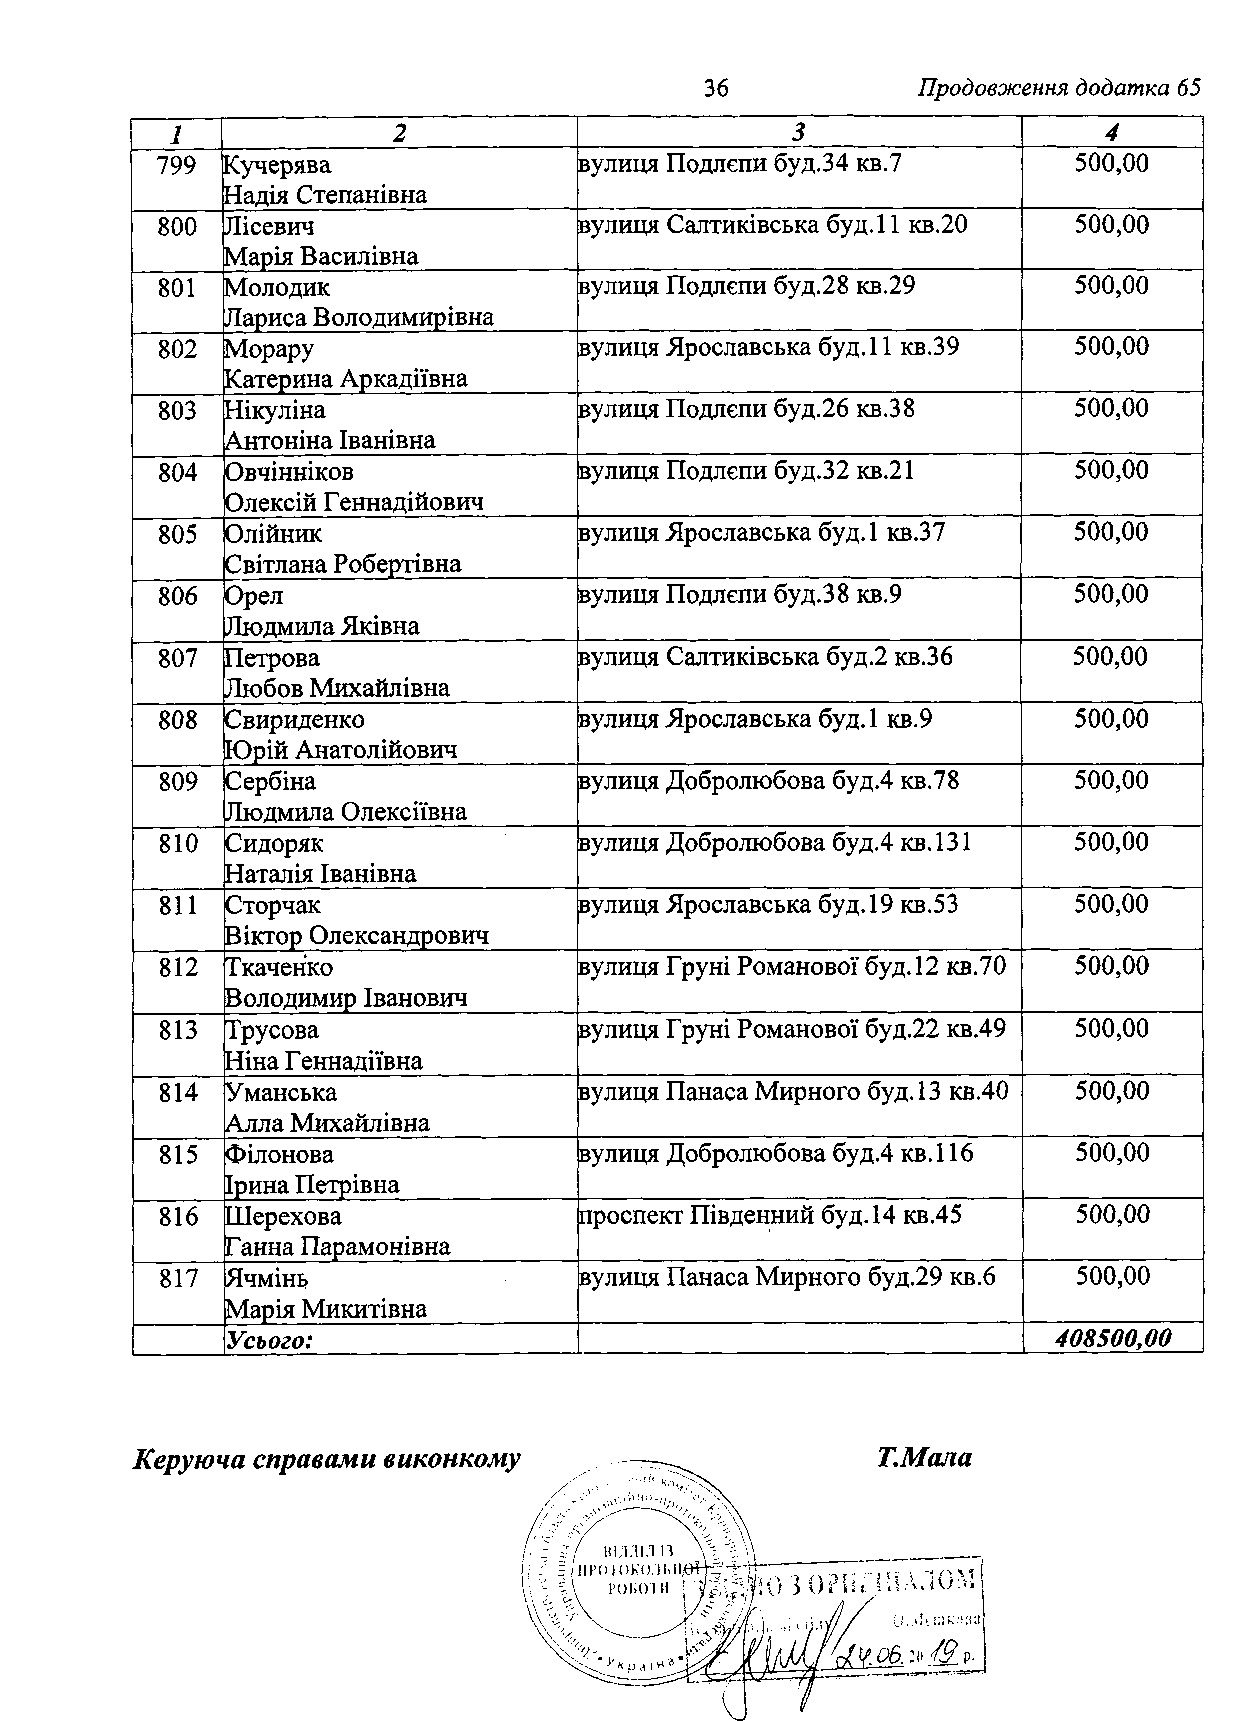 36 Продовження додатка 65
1 2 3 4
799 Кучерява вулиця Подлєпи буд.34 кв.7 500,00
Надія Степанівна
800 Лісевич вулиця Салтиківська буд.11 кв.20 500,00
Марія Василівна
801 Молодик вулиця Подлєпи буд.28 кв.29 500,00
Лариса Володимирівна
802 Морару вулиця Ярославська буд.11 кв.39 500,00
Катерина Аркадіївна
803 Нікуліна вулиця Подлєпи буд.26 кв.38 500,00
Антоніна Іванівна
804 Овчінніков вулиця Подлєпи буд.32 кв.21 500,00
Олексій Геннадійович
805 Олійник вулиця Ярославська буд.1 кв.37 500,00
Світлана Робертівна
806 Орел вулиця Подлєпи буд.38 кв.9 500,00
Людмила Яківна
807 Петрова вулиця Салтиківська буд.2 кв.36 500,00
Любов Михайлівна
808 Свириденко вулиця Ярославська буд.1 кв.9 500,00
Юрій Анатолійович
809 Сербіна вулиця Добролюбова буд.4 кв.78 500,00
Людмила Олексіївна
810 Сидоряк вулиця Добролюбова буд.4 кв.131 500,00
Наталія Іванівна
811 Сторчак вулиця Ярославська буд.19 кв.53 500,00
Віктор Олександрович
812 Ткаченко вулиця Груні Романової буд.12 кв.70 500,00
Володимир Іванович
813 Трусова вулиця Груні Романової буд.22 кв.49 500,00
Ніна Геннадіївна
814 Уманська вулиця Панаса Мирного буд.13 кв.40 500,00
Алла Михайлівна
815 Філонова вулиця Добролюбова буд.4 кв.116 500,00
Ірина Петрівна
816 Шерехова проспект Південний буд.14 кв.45 500,00
Ганна Парамонівна
817 Ячмінь вулиця Панаса Мирного буд.29 кв.6 500,00
Марія Микитівна
Усього: 408500,00
Керуюча справами виконкому Т.Мала
ВІДДІЛ ІЗ
ПРОТОКОЛЬНОЇ
РОБОТИ
Україна
З ОРИГІНАЛОМ
24.06.2019 р.